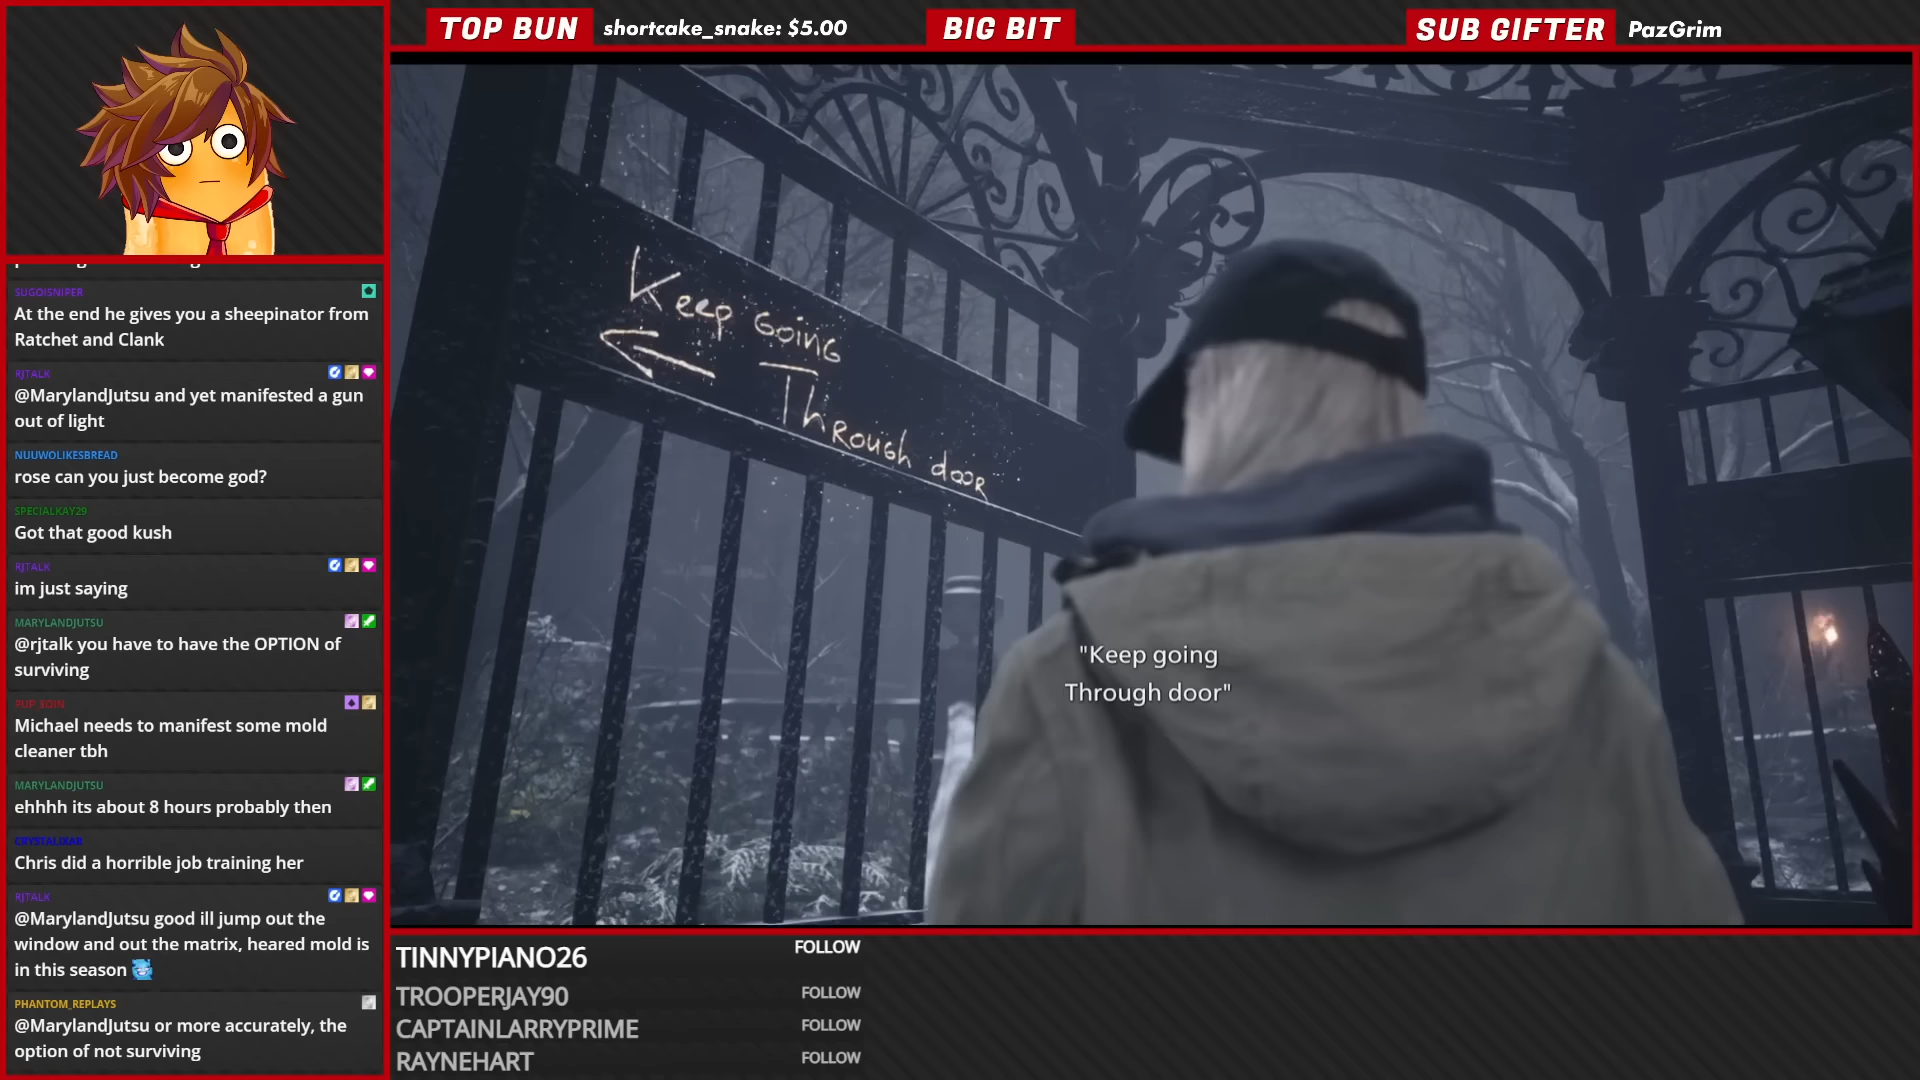 TOP BUN
shortcake_snake: $5.00
BIG BIT
SUB GIFTER
PazGrim
SUGOISNIPER
At the end he gives you a sheepinator from
Ratchet and Clank
RJTALK
@MarylandJutsu and yet manifested a gun
out of light
NUUWOLIKESBREAD
rose can you just become god?
SPECIALKAY29
Got that good kush
RJTALK
im just saying
MARYLANDJUTSU
@rjtalk you have to have the OPTION of
surviving
Michael needs to manifest some mold
cleaner tbh
MARYLANDJUTSU
ehhhh its about 8 hours probably then
CRYSTALIXAR
Chris did a horrible job training her
RJTALK
@MarylandJutsu good ill jump out the
window and out the matrix, heared mold is
in this season
PHANTOM_REPLAYS
@MarylandJutsu or more accurately, the
option of not surviving
Keep Going
Through door
"Keep going
Through door"
TINNYPIANO26 FOLLOW
TROOPERJAY90 FOLLOW
CAPTAINLARRYPRIME FOLLOW
RAYNEHART FOLLOW